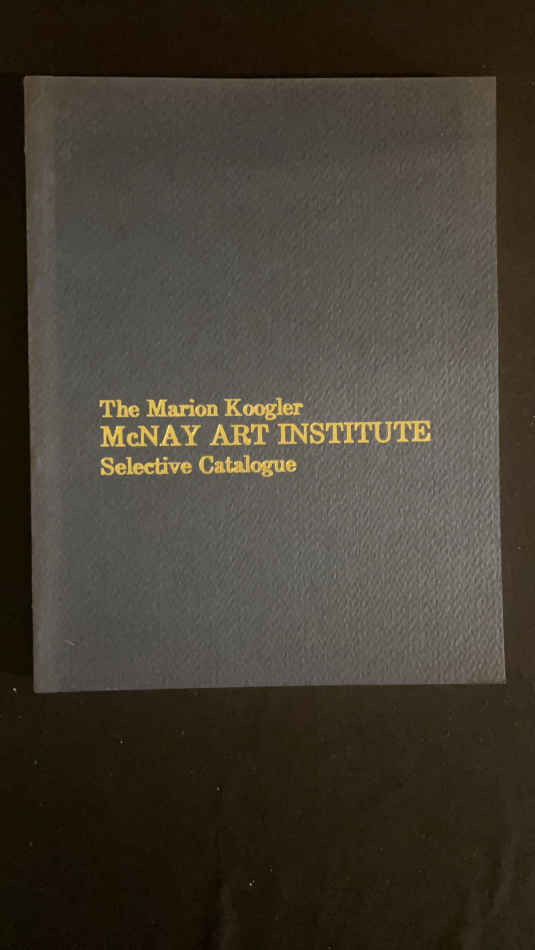 The Marion Koogler
McNAY ART INSTITUTE
Selective Catalogue